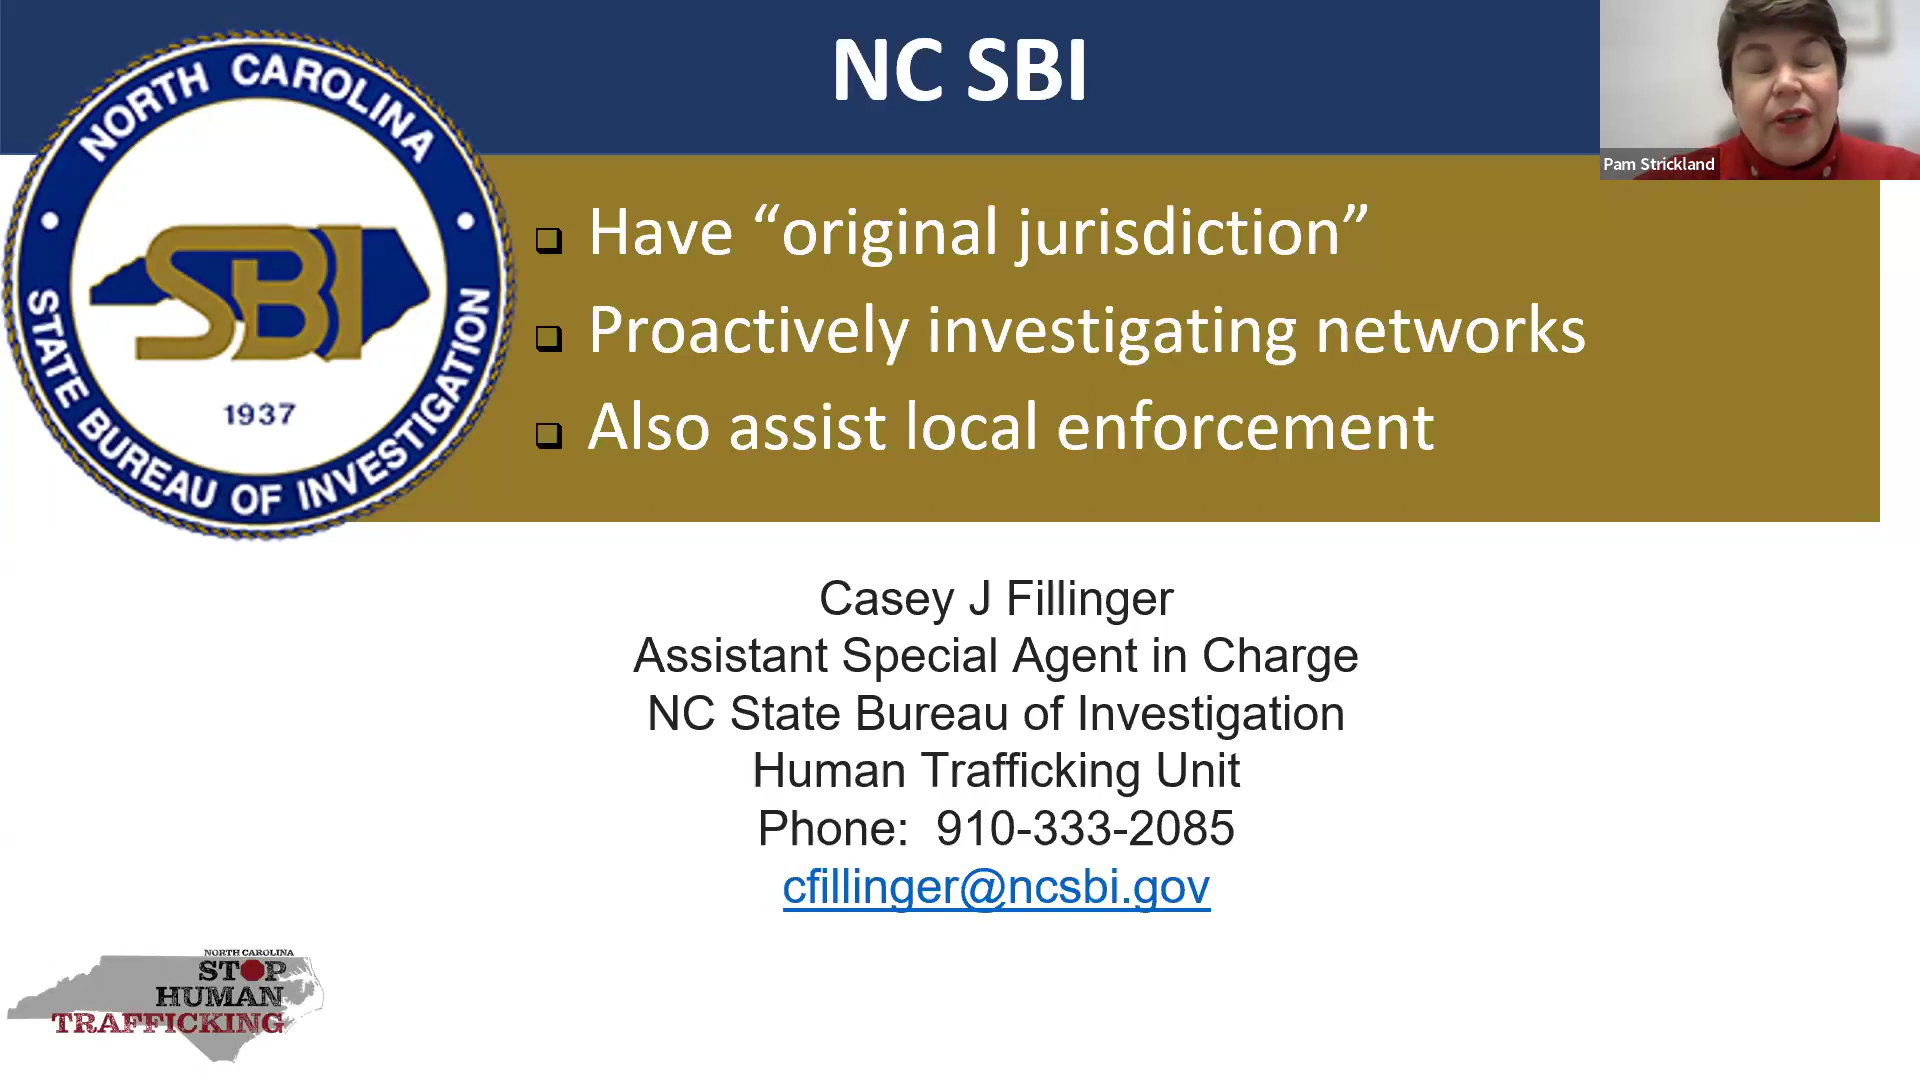 NC SBI
Pam Strickland
NORTH CAROLINA
STATE BUREAU OF INVESTIGATION
SBI
1937
Have “original jurisdiction”
Proactively investigating networks
Also assist local enforcement
Casey J Fillinger
Assistant Special Agent in Charge
NC State Bureau of Investigation
Human Trafficking Unit
Phone:  910-333-2085
cfillinger@ncsbi.gov
NORTH CAROLINA
STOP
HUMAN
TRAFFICKING